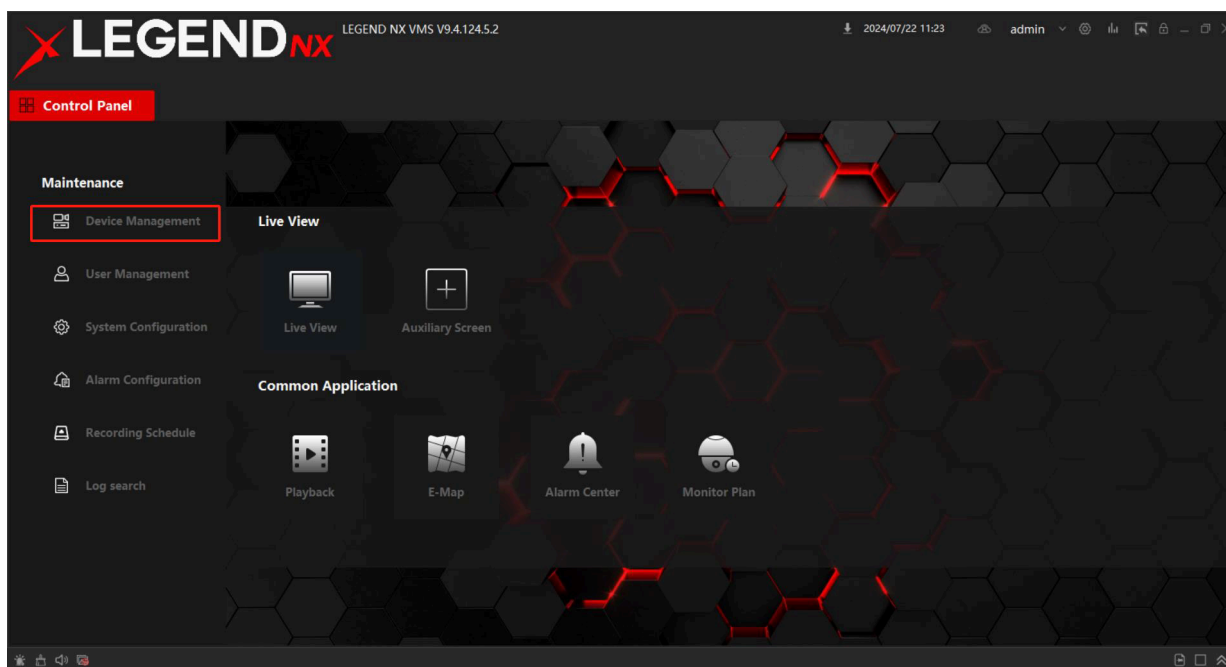 LEGEND NX
LEGEND NX VMS V9.4.124.5.2
2024/07/22 11:23
admin
Control Panel
Maintenance
Device Management
User Management
System Configuration
Alarm Configuration
Recording Schedule
Log search
Live View
Live View
Auxiliary Screen
Common Application
Playback
E-Map
Alarm Center
Monitor Plan